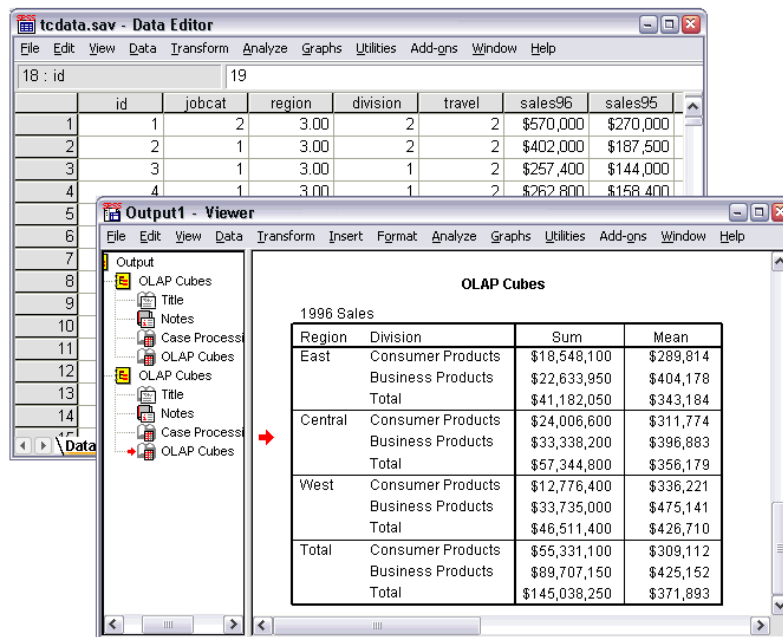 tcdata.sav - Data Editor
File Edit View Data Transform Analyze Graphs Utilities Add-ons Window Help
18 : id 19
id jobcat region division travel sales96 sales95
1 1 2 3.00 2 2 $570,000 $270,000
2 2 1 3.00 2 2 $402,000 $187,500
3 3 1 3.00 1 2 $257,400 $144,000
4 4 1 3.00 1 2 $262,800 $158,400
5
6
7
8
9
10
11
12
13
14
15
Data
Output1 - Viewer
File Edit View Data Transform Insert Format Analyze Graphs Utilities Add-ons Window Help
Output
OLAP Cubes
Title
Notes
Case Processi
OLAP Cubes
OLAP Cubes
Title
Notes
Case Processi
OLAP Cubes
OLAP Cubes
1996 Sales
Region Division Sum Mean
East Consumer Products $18,548,100 $289,814
Business Products $22,633,950 $404,178
Total $41,182,050 $343,184
Central Consumer Products $24,006,600 $311,774
Business Products $33,338,200 $396,883
Total $57,344,800 $356,179
West Consumer Products $12,776,400 $336,221
Business Products $33,735,000 $475,141
Total $46,511,400 $426,710
Total Consumer Products $55,331,100 $309,112
Business Products $89,707,150 $425,152
Total $145,038,250 $371,893